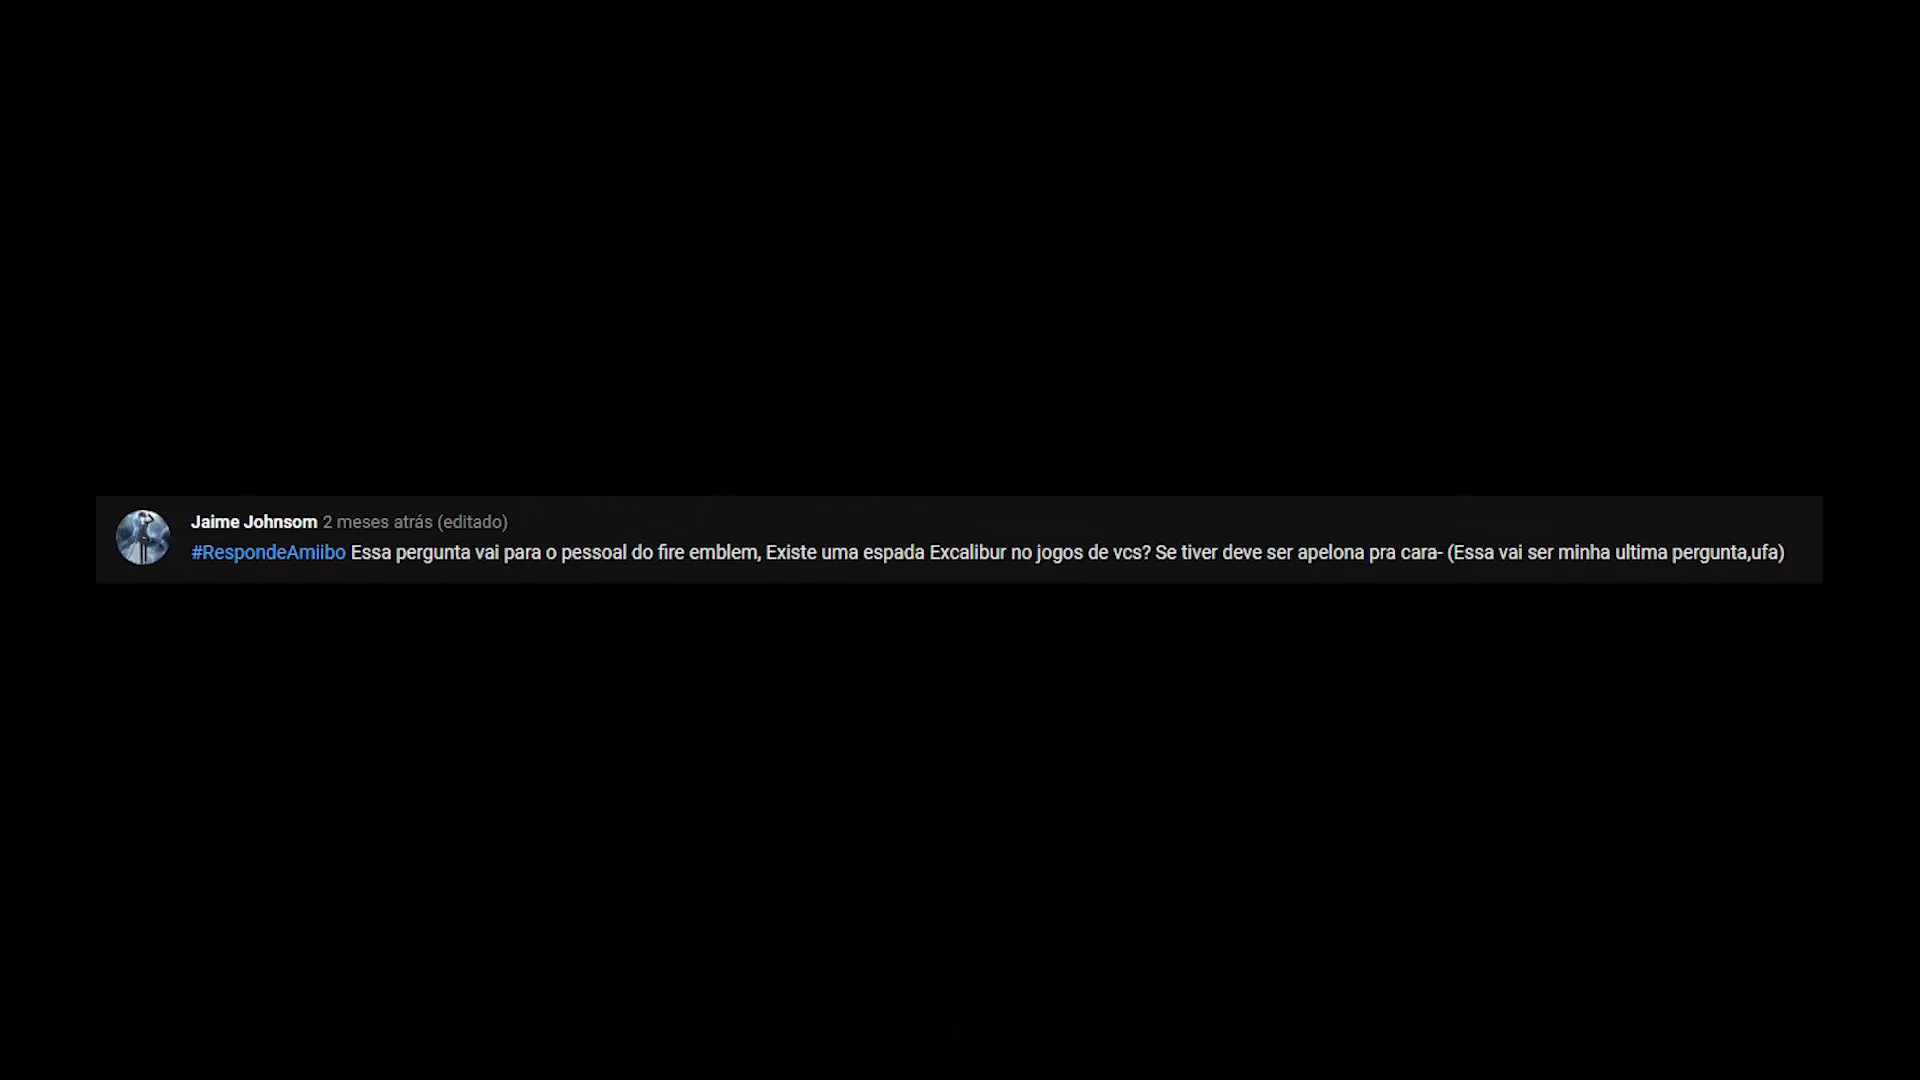 Jaime Johnsom 2 meses atrás (editado)
#RespondeAmiibo Essa pergunta vai para o pessoal do fire emblem, Existe uma espada Excalibur no jogos de vcs? Se tiver deve ser apelona pra cara- (Essa vai ser minha ultima pergunta,ufa)